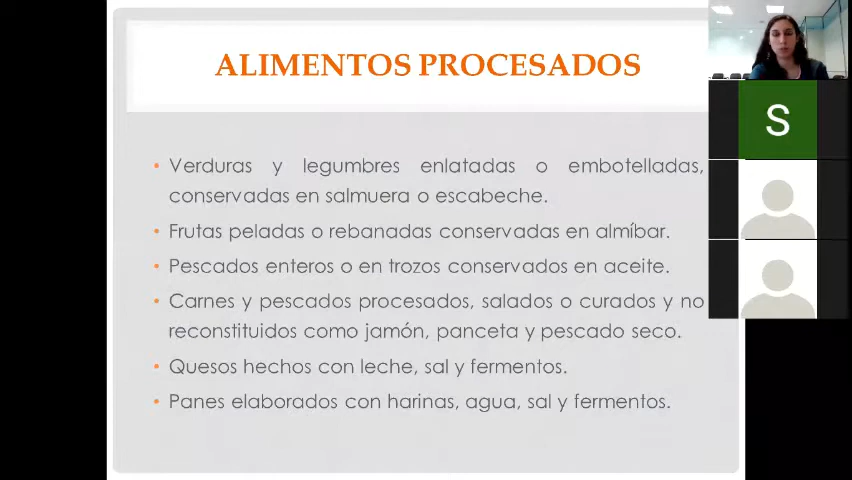 ALIMENTOS PROCESADOS
• Verduras y legumbres enlatadas o embotelladas,
conservadas en salmuera o escabeche.
• Frutas peladas o rebanadas conservadas en almíbar.
• Pescados enteros o en trozos conservados en aceite.
• Carnes y pescados procesados, salados o curados y no
reconstituidos como jamón, panceta y pescado seco.
• Quesos hechos con leche, sal y fermentos.
• Panes elaborados con harinas, agua, sal y fermentos.
S